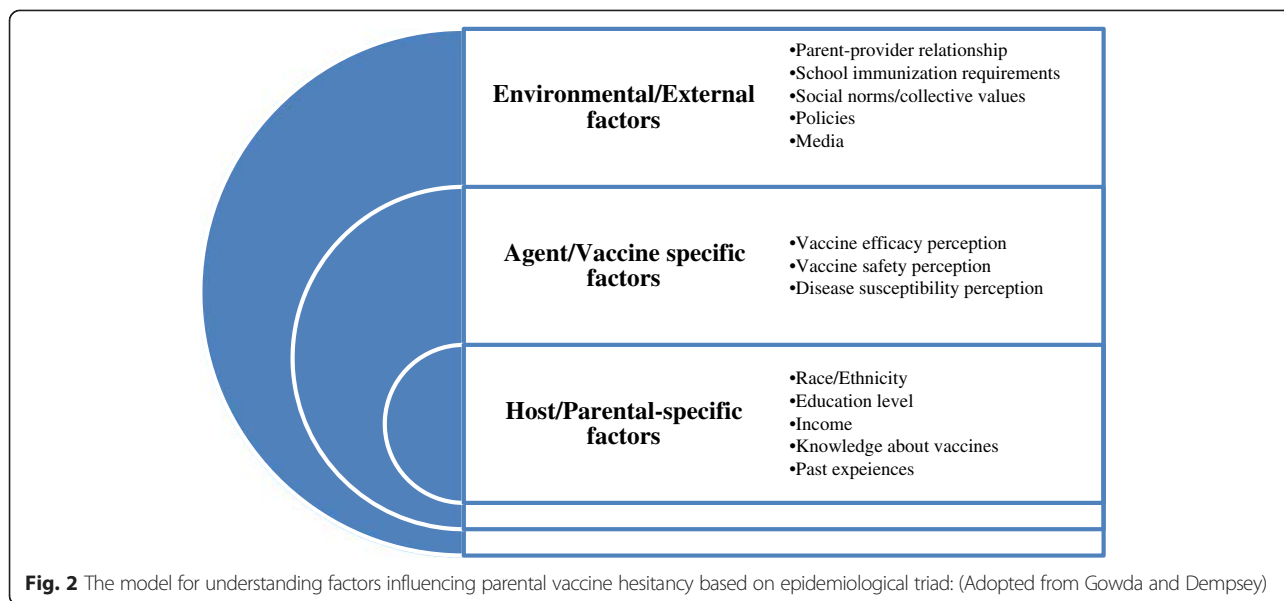 Environmental/External
factors
•Parent-provider relationship
•School immunization requirements
•Social norms/collective values
•Policies
•Media
Agent/Vaccine specific
factors
•Vaccine efficacy perception
•Vaccine safety perception
•Disease susceptibility perception
Host/Parental-specific
factors
•Race/Ethnicity
•Education level
•Income
•Knowledge about vaccines
•Past expeiences
Fig. 2 The model for understanding factors influencing parental vaccine hesitancy based on epidemiological triad: (Adopted from Gowda and Dempsey)